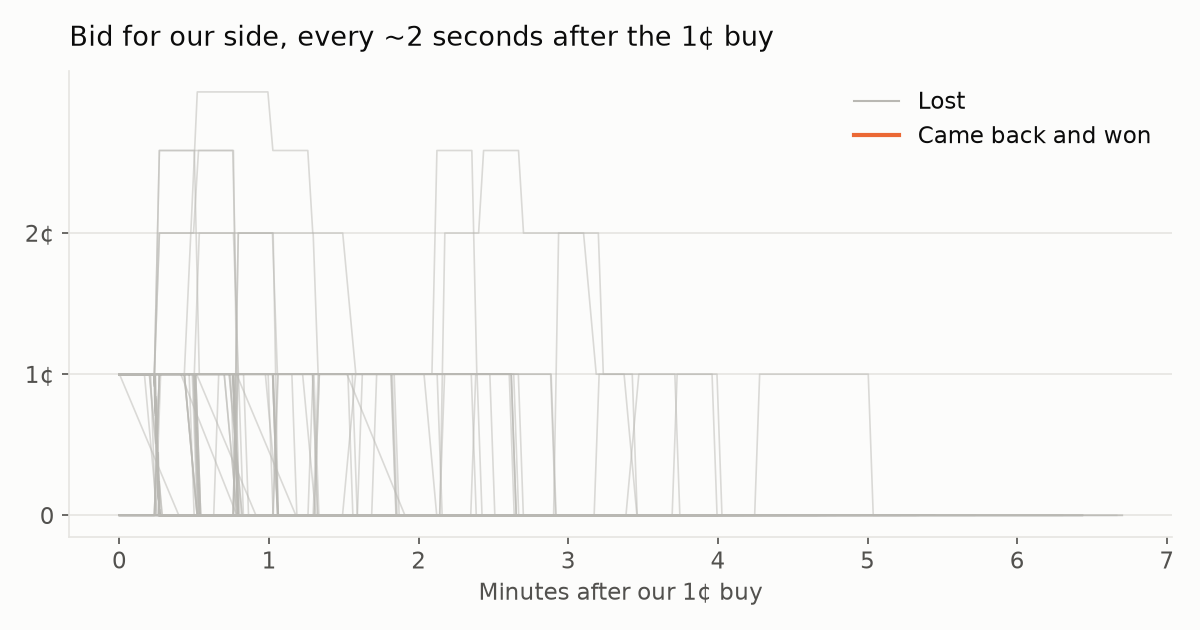 Bid for our side, every ~2 seconds after the 1¢ buy
Lost
Came back and won
2¢
1¢
0
0 1 2 3 4 5 6 7
Minutes after our 1¢ buy